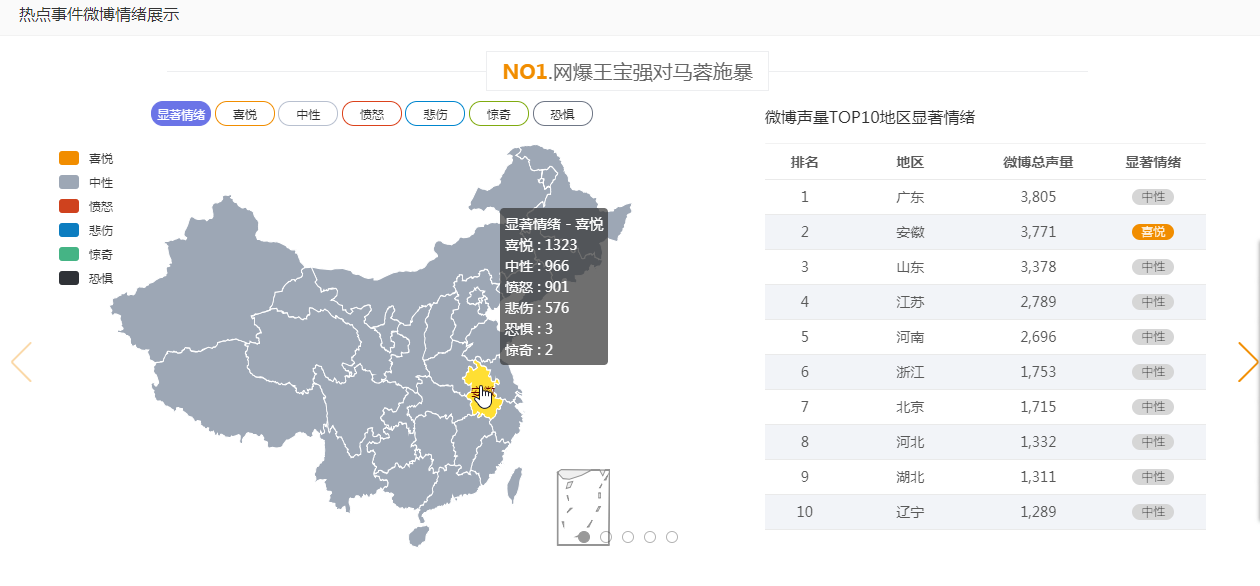 热点事件微博情绪展示
NO1.网爆王宝强对马蓉施暴
显著情绪 喜悦 中性 愤怒 悲伤 惊奇 恐惧
喜悦
中性
愤怒
悲伤
惊奇
恐惧
显著情绪 - 喜悦
喜悦 : 1323
中性 : 966
愤怒 : 901
悲伤 : 576
恐惧 : 3
惊奇 : 2
微博声量TOP10地区显著情绪
排名 地区 微博总声量 显著情绪
1 广东 3,805 中性
2 安徽 3,771 喜悦
3 山东 3,378 中性
4 江苏 2,789 中性
5 河南 2,696 中性
6 浙江 1,753 中性
7 北京 1,715 中性
8 河北 1,332 中性
9 湖北 1,311 中性
10 辽宁 1,289 中性